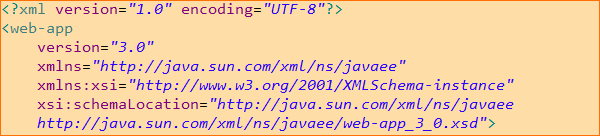 <?xml version="1.0" encoding="UTF-8"?>
<web-app
version="3.0"
xmlns="http://java.sun.com/xml/ns/javaee"
xmlns:xsi="http://www.w3.org/2001/XMLSchema-instance"
xsi:schemaLocation="http://java.sun.com/xml/ns/javaee
http://java.sun.com/xml/ns/javaee/web-app_3_0.xsd">